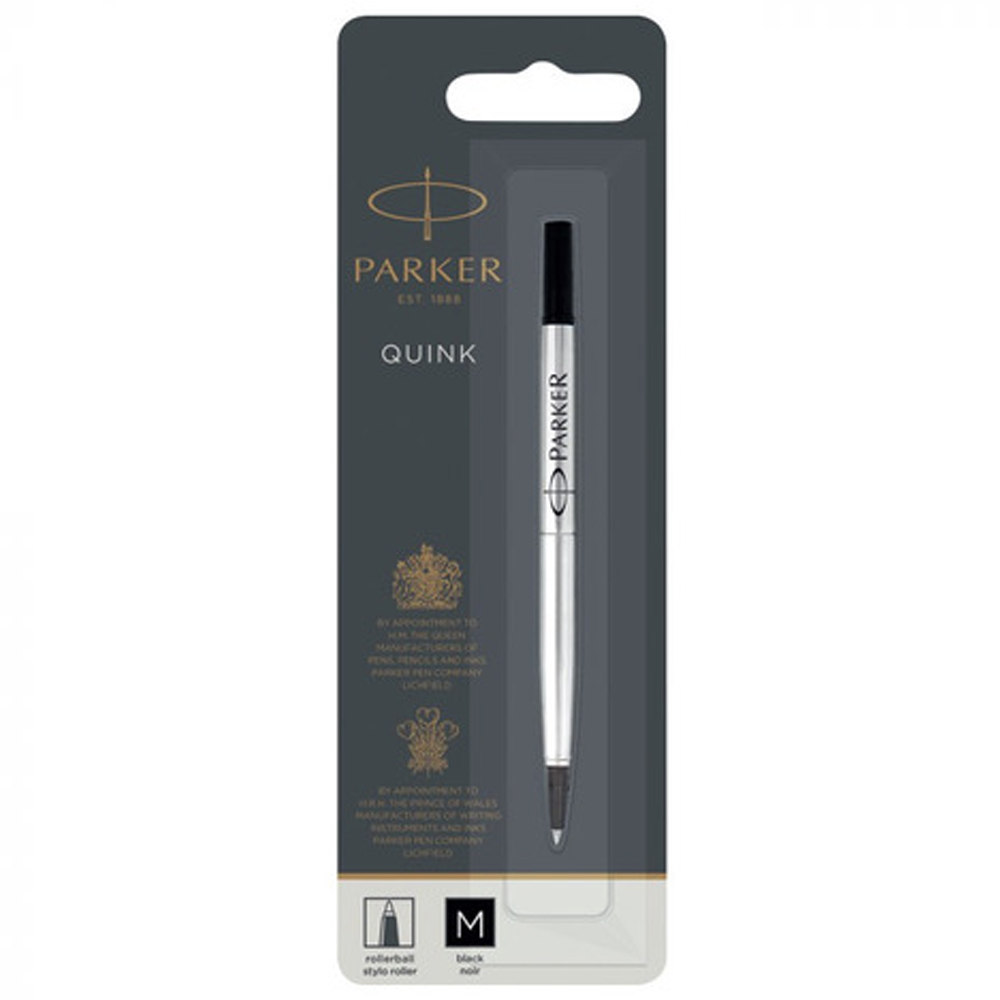 PARKER
EST. 1888
QUINK
PARKER
BY APPOINTMENT TO
H.M. THE QUEEN
MANUFACTURERS OF
PENS, PENCILS AND INKS
PARKER PEN COMPANY
LICHFIELD
BY APPOINTMENT TO
H.R.H. THE PRINCE OF WALES
MANUFACTURERS OF WRITING
INSTRUMENTS AND INKS
PARKER PEN COMPANY
LICHFIELD
rollerball
stylo roller
M
black
noir